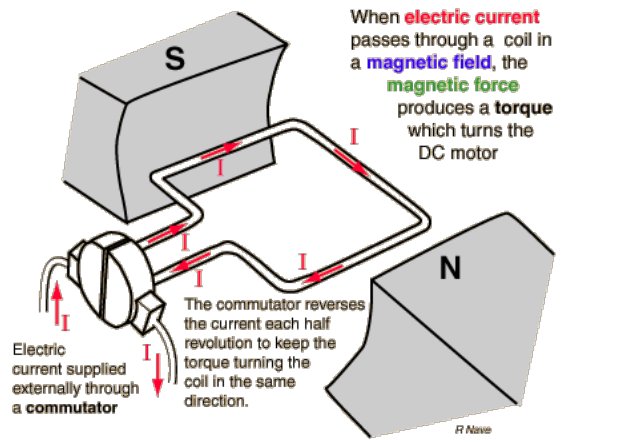 S
When electric current
passes through a coil in
a magnetic field, the
magnetic force
produces a torque
which turns the
DC motor
I
I
I
I
I
N
I
I
The commutator reverses
the current each half
revolution to keep the
torque turning the
coil in the same
direction.
Electric
current supplied
externally through
a commutator
R Nave